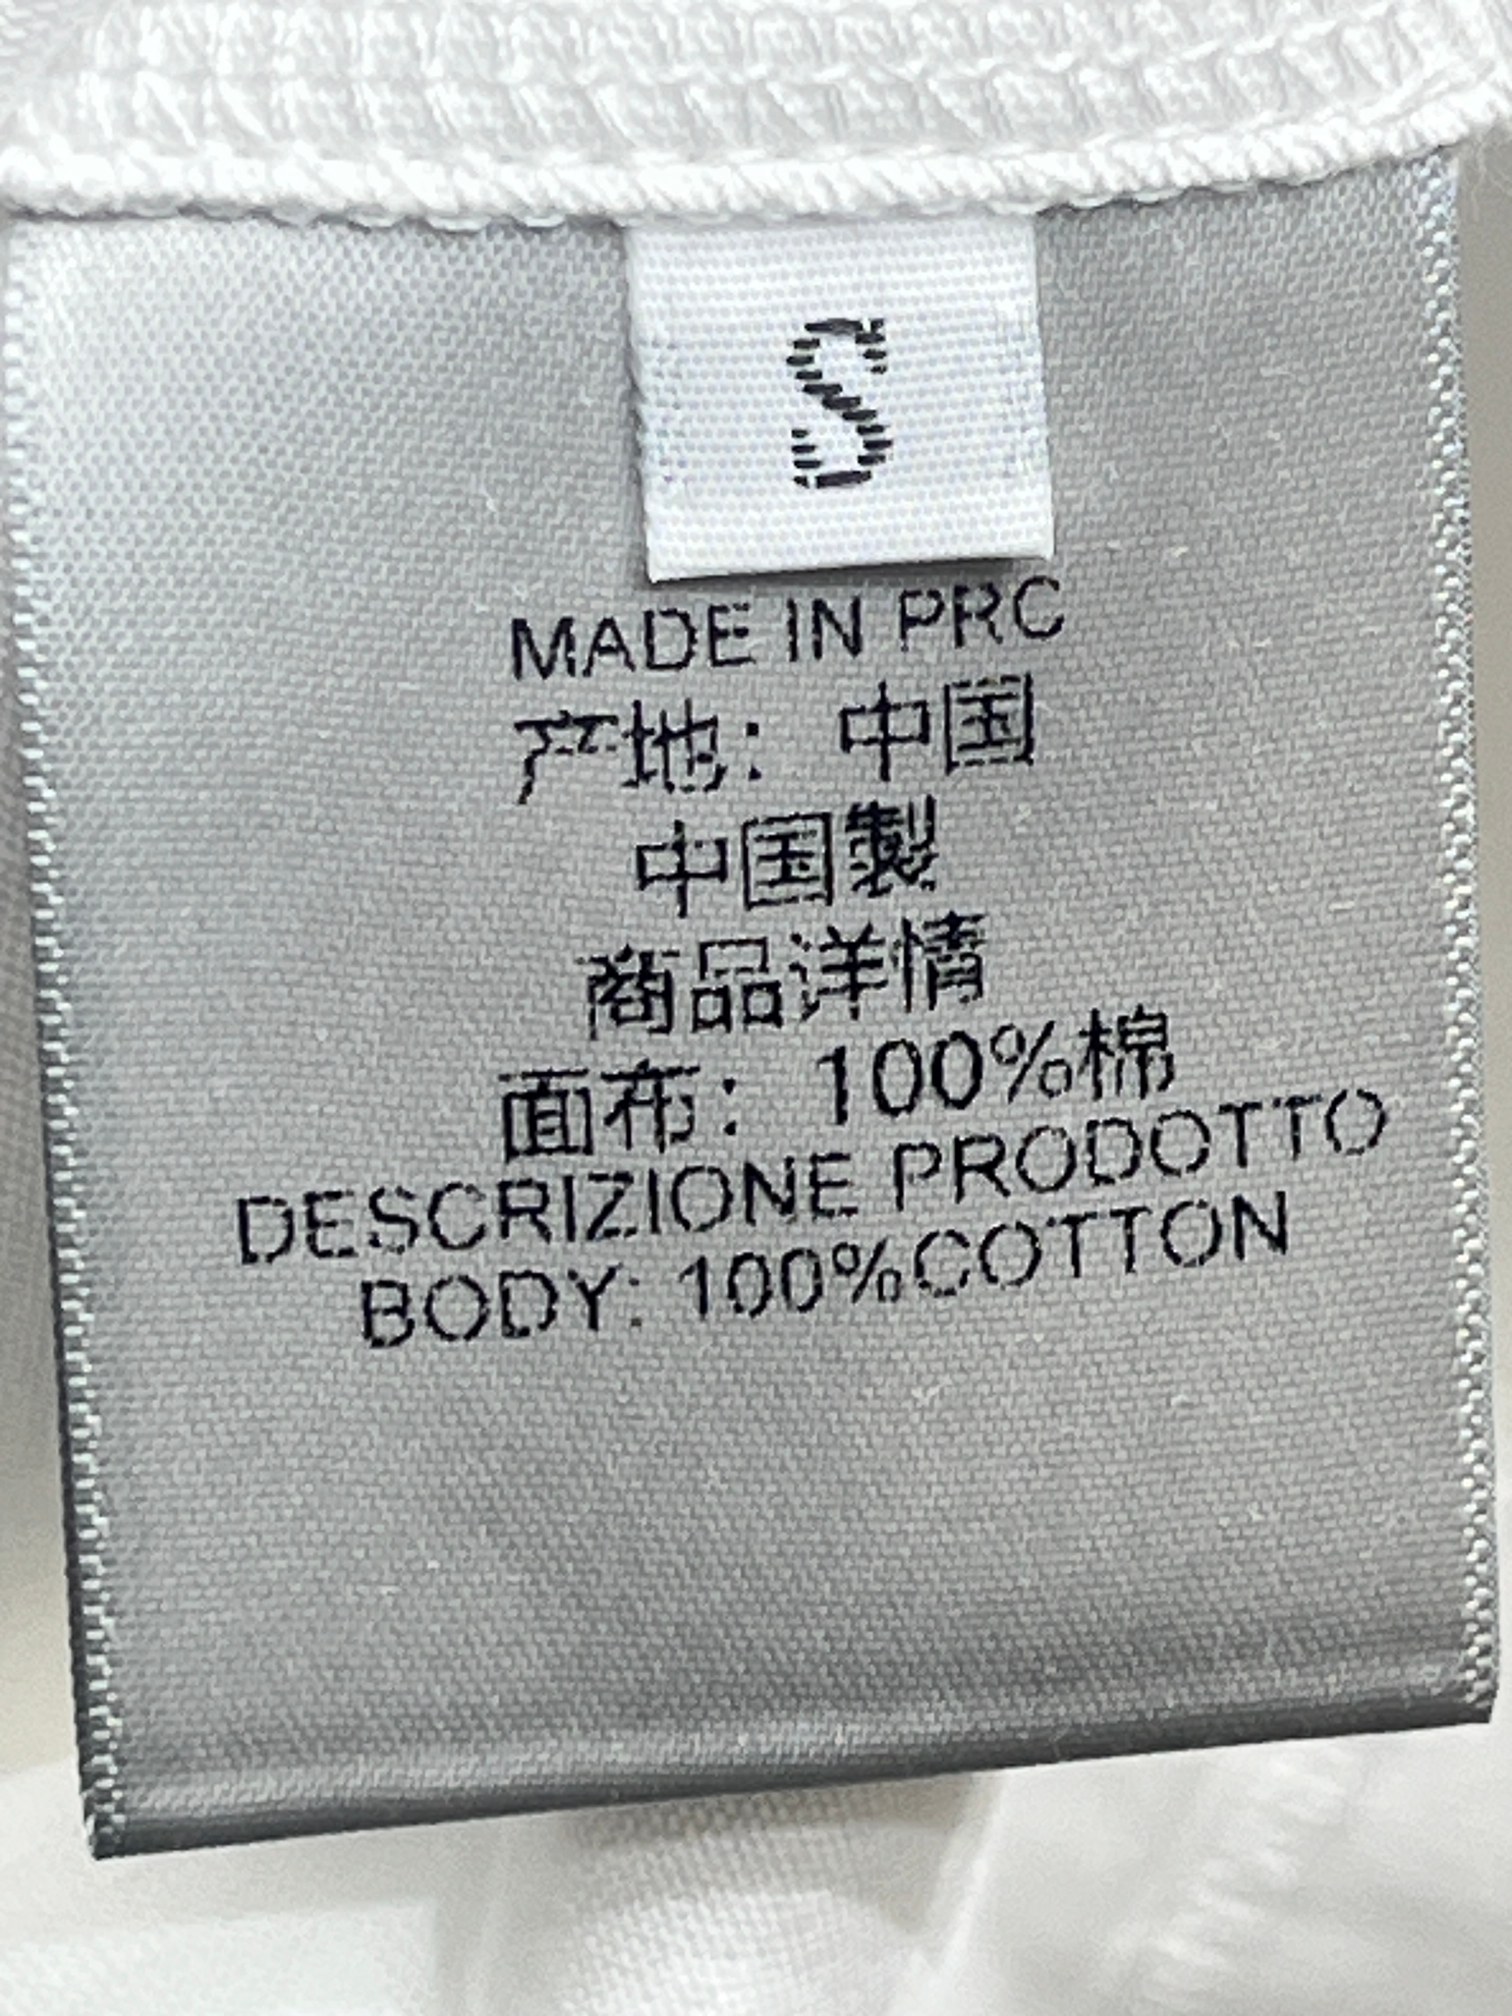 S
MADE IN PRC
产地：中国
中国製
商品洋情
面布：100%棉
DESCRIZIONE PRODOTTO
BODY: 100%COTTON